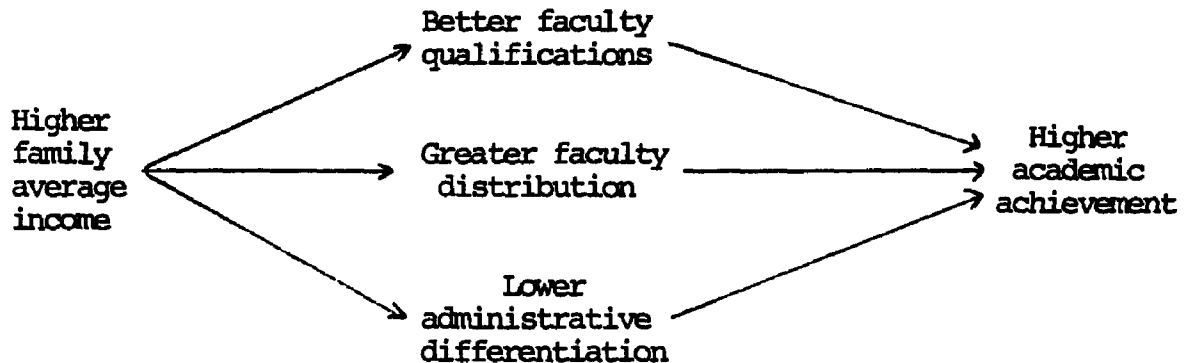 Better faculty
qualifications
Higher
family
average
income
Greater faculty
distribution
Higher
academic
achievement
Lower
administrative
differentiation